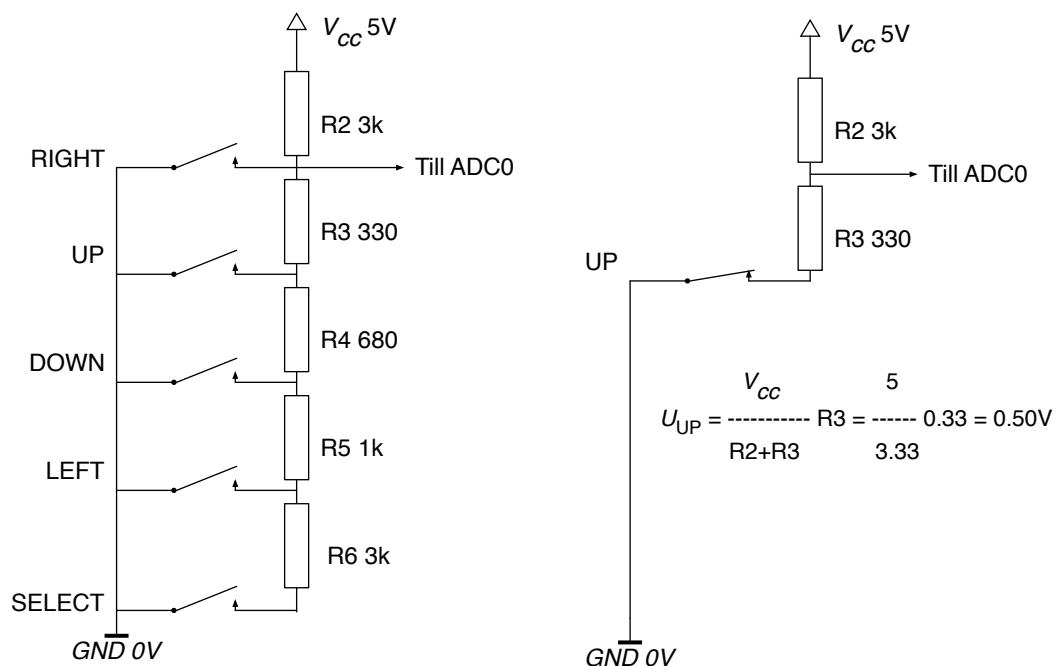 V_cc 5V
R2 3k
RIGHT
Till ADC0
R3 330
UP
R4 680
DOWN
R5 1k
LEFT
R6 3k
SELECT
GND 0V
V_cc 5V
R2 3k
Till ADC0
R3 330
UP
V_cc 5
U_UP = ----------- R3 = ------ 0.33 = 0.50V
R2+R3 3.33
GND 0V